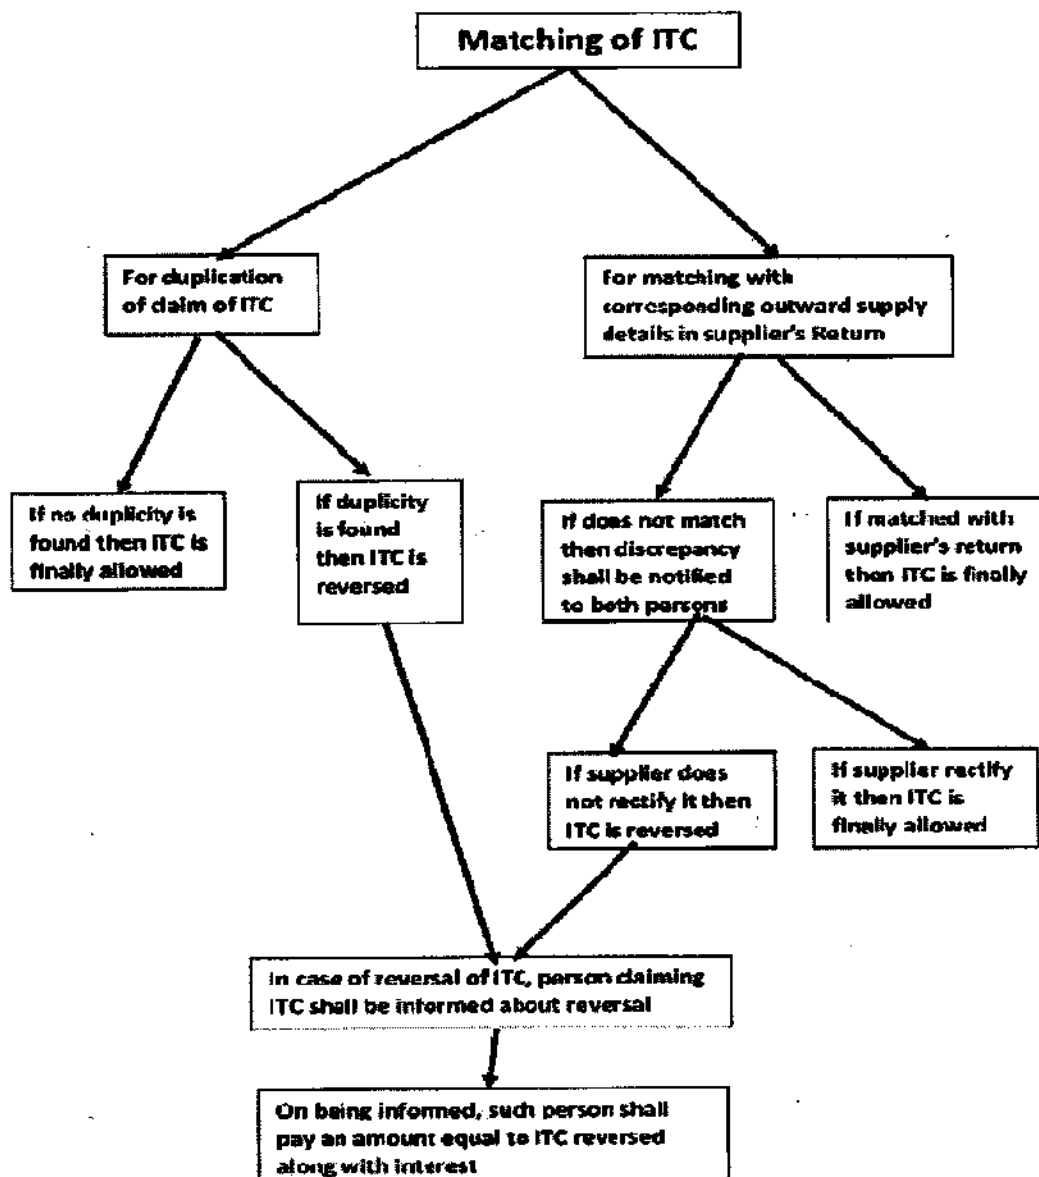 Matching of ITC
For duplication
of claim of ITC
For matching with
corresponding outward supply
details in supplier's Return
If no duplicity is
found then ITC is
finally allowed
If duplicity
is found
then ITC is
reversed
If does not match
then discrepancy
shall be notified
to both persons
If matched with
supplier's return
then ITC is finally
allowed
If supplier does
not rectify it then
ITC is reversed
If supplier rectify
it then ITC is
finally allowed
In case of reversal of ITC, person claiming
ITC shall be informed about reversal
On being informed, such person shall
pay an amount equal to ITC reversed
along with interest